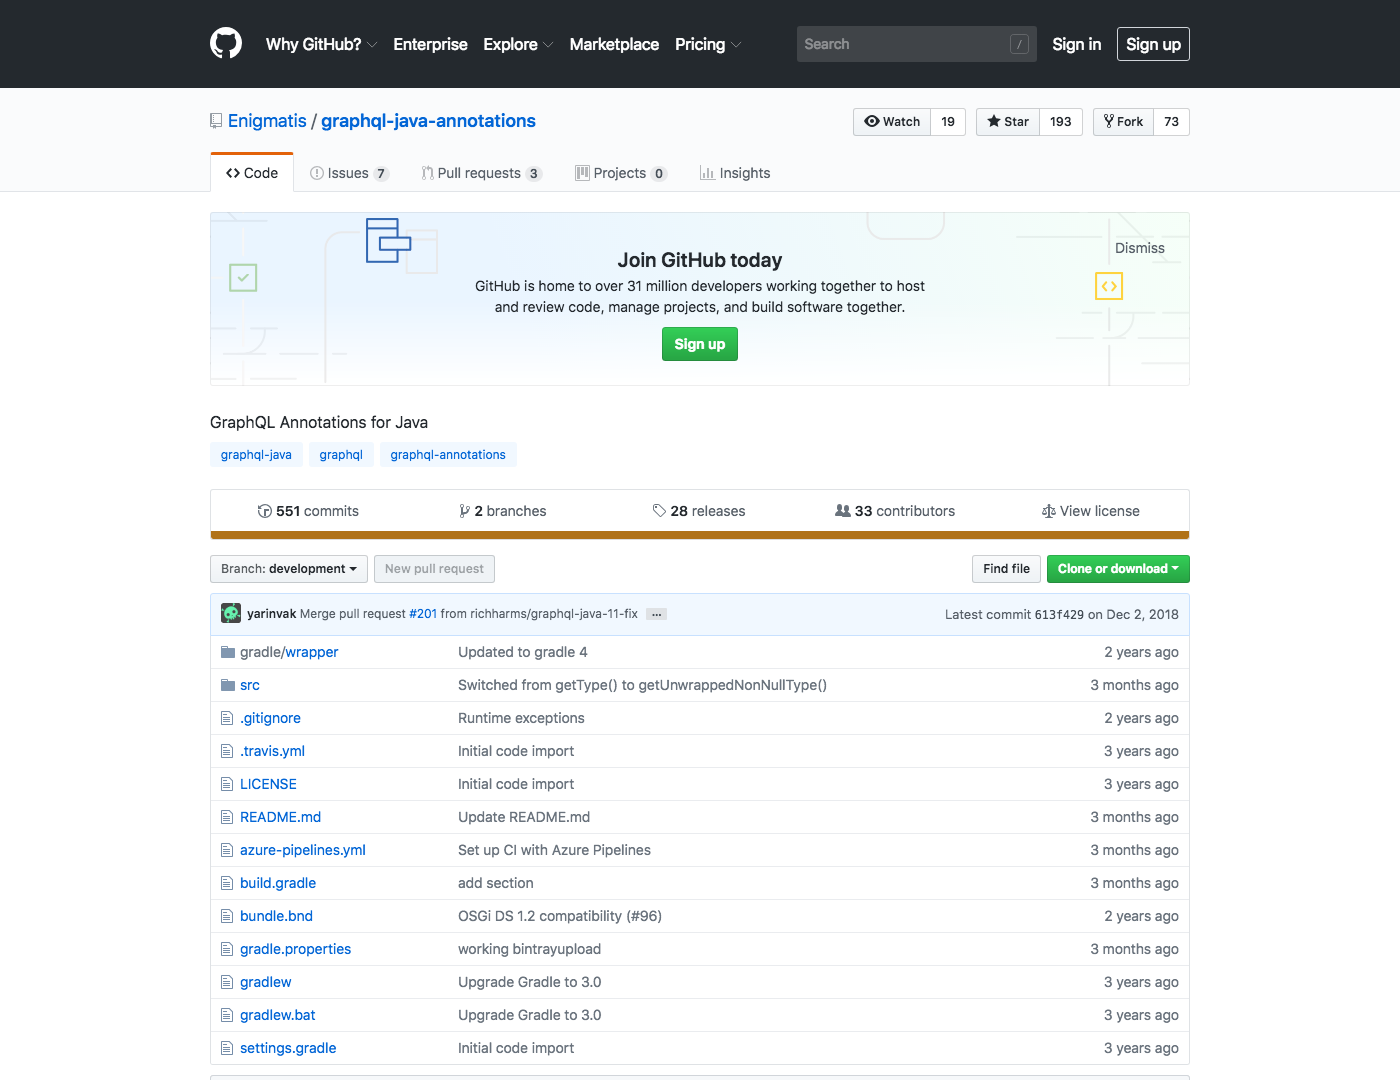 Why GitHub? Enterprise Explore Marketplace Pricing Search / Sign in Sign up
Enigmatis / graphql-java-annotations Watch 19 Star 193 Fork 73
Code Issues 7 Pull requests 3 Projects 0 Insights
Dismiss
Join GitHub today
GitHub is home to over 31 million developers working together to host
and review code, manage projects, and build software together.
Sign up
GraphQL Annotations for Java
graphql-java graphql graphql-annotations
551 commits 2 branches 28 releases 33 contributors View license
Branch: development New pull request Find file Clone or download
yarinvak Merge pull request #201 from richharms/graphql-java-11-fix … Latest commit 613f429 on Dec 2, 2018
gradle/wrapper Updated to gradle 4 2 years ago
src Switched from getType() to getUnwrappedNonNullType() 3 months ago
.gitignore Runtime exceptions 2 years ago
.travis.yml Initial code import 3 years ago
LICENSE Initial code import 3 years ago
README.md Update README.md 3 months ago
azure-pipelines.yml Set up CI with Azure Pipelines 3 months ago
build.gradle add section 3 months ago
bundle.bnd OSGi DS 1.2 compatibility (#96) 2 years ago
gradle.properties working bintrayupload 3 months ago
gradlew Upgrade Gradle to 3.0 3 years ago
gradlew.bat Upgrade Gradle to 3.0 3 years ago
settings.gradle Initial code import 3 years ago